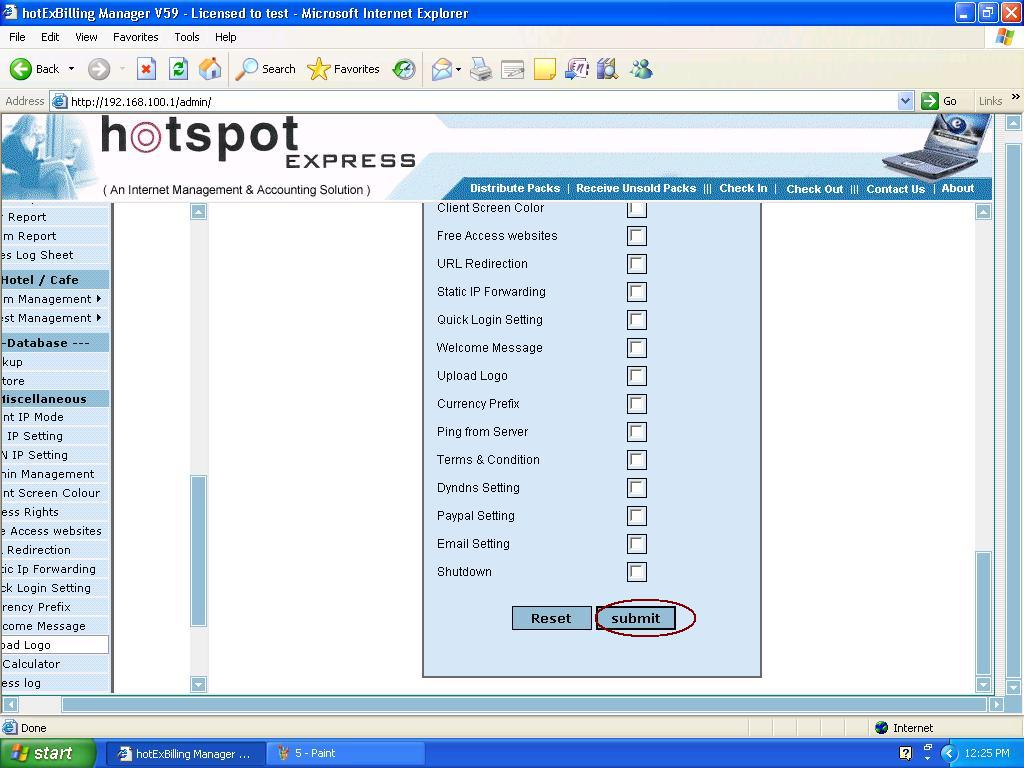 hotExBilling Manager V59 - Licensed to test - Microsoft Internet Explorer
File Edit View Favorites Tools Help
Back Search Favorites
Address http://192.168.100.1/admin/ Go Links »
hotspot
EXPRESS
( An Internet Management & Accounting Solution )
Distribute Packs | Receive Unsold Packs ||| Check In | Check Out ||| Contact Us | About
r Report
m Report
es Log Sheet
Hotel / Cafe
m Management
est Management
-Database ---
kup
tore
Miscellaneous
nt IP Mode
IP Setting
N IP Setting
min Management
nt Screen Colour
ess Rights
e Access websites
L Redirection
tic Ip Forwarding
ck Login Setting
rency Prefix
come Message
oad Logo
Calculator
ess log
Client Screen Color
Free Access websites
URL Redirection
Static IP Forwarding
Quick Login Setting
Welcome Message
Upload Logo
Currency Prefix
Ping from Server
Terms & Condition
Dyndns Setting
Paypal Setting
Email Setting
Shutdown
Reset submit
Done Internet
start hotExBilling Manager ... 5 - Paint 12:25 PM